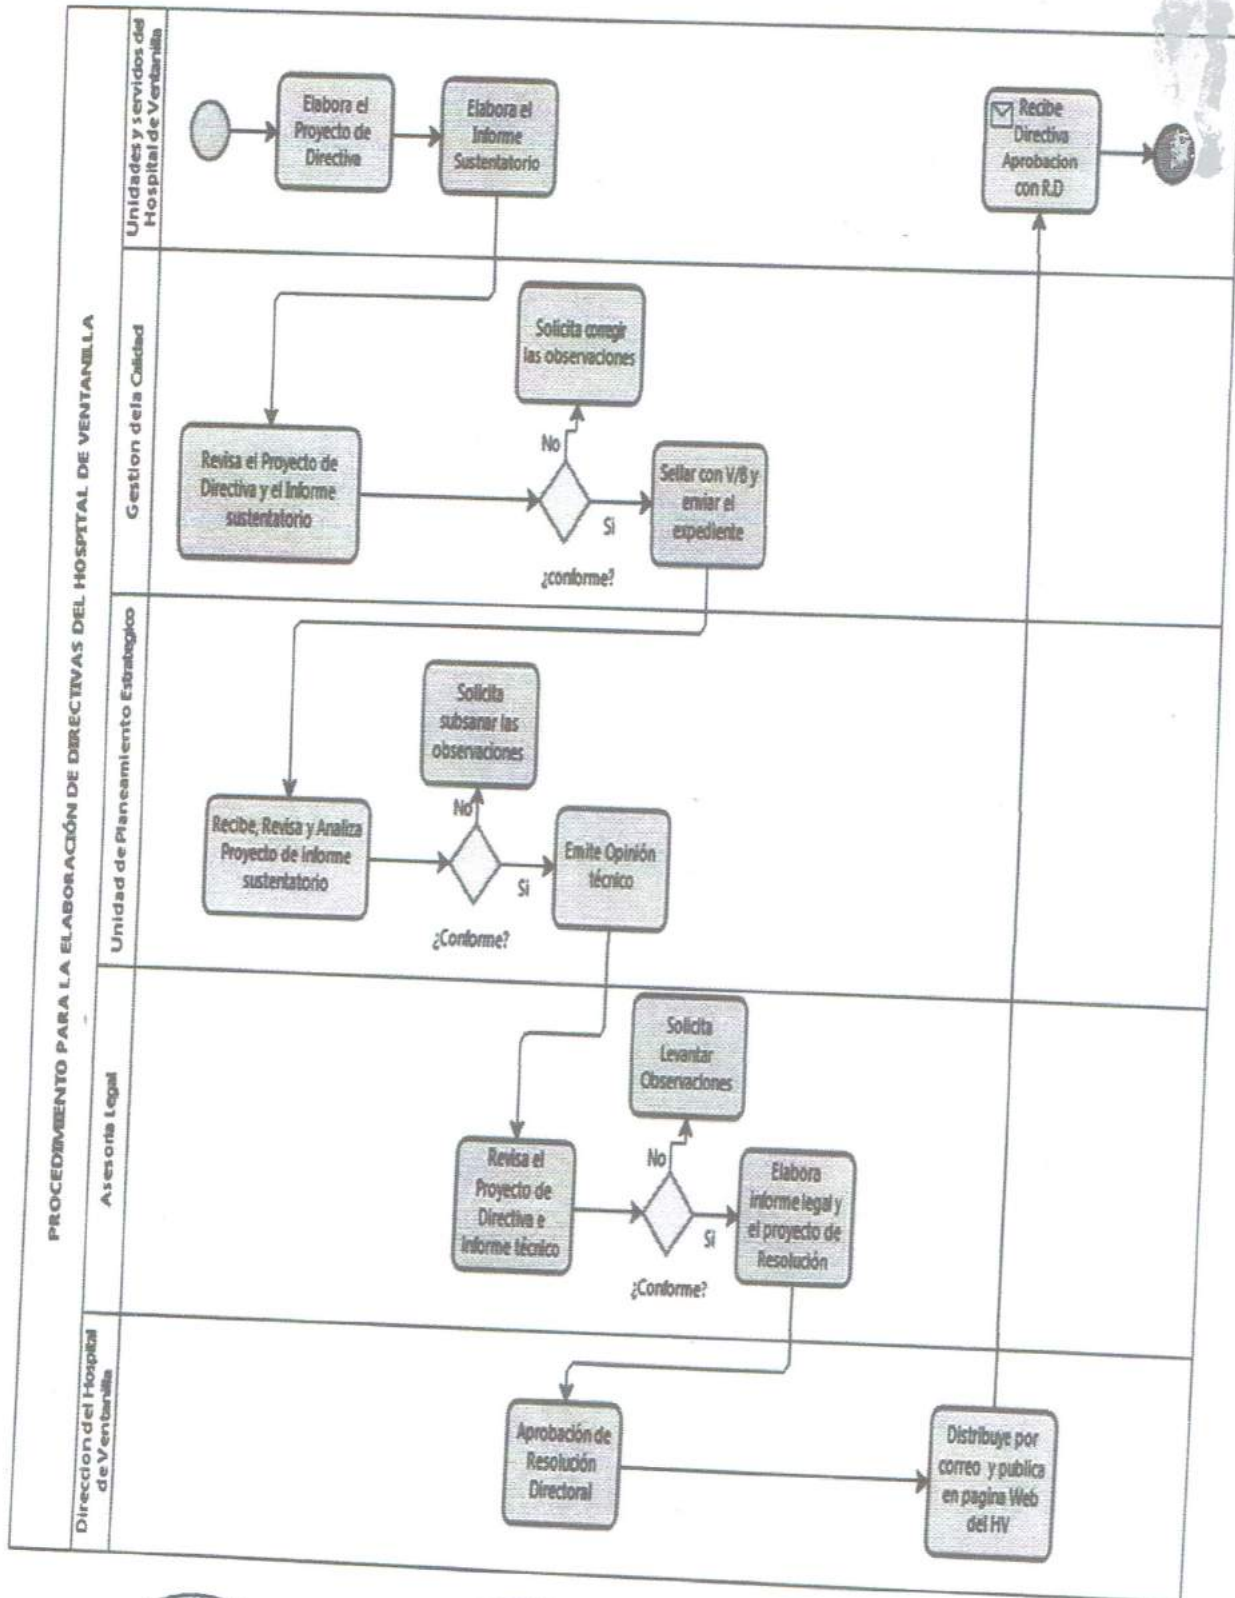 PROCEDIMIENTO PARA LA ELABORACIÓN DE DIRECTIVAS DEL HOSPITAL DE VENTANILLA
Unidades y servidos del
Hospital de Ventanilla
Elabora el
Proyecto de
Directiva
Elabora el
Informe
Sustentatorio
Recibe
Directiva
Aprobacion
con R.D
Gestion dela Calidad
Revisa el Proyecto de
Directiva y el Informe
sustentatorio
Solicita corregir
las observaciones
No
Si
¿conforme?
Sellar con V/B y
enviar el
expediente
Unidad de Planeamiento Estrategico
Recibe, Revisa y Analiza
Proyecto de informe
sustentatorio
Solicita
subsanar las
observaciones
No
Si
¿Conforme?
Emite Opinión
técnico
Asesoria Legal
Revisa el
Proyecto de
Directiva e
Informe técnico
Solicita
Levantar
Observaciones
No
Si
¿Conforme?
Elabora
informe legal y
el proyecto de
Resolución
Direccion del Hospital
de Ventanilla
Aprobación de
Resolución
Directoral
Distribuye por
correo y publica
en pagina Web
del HV